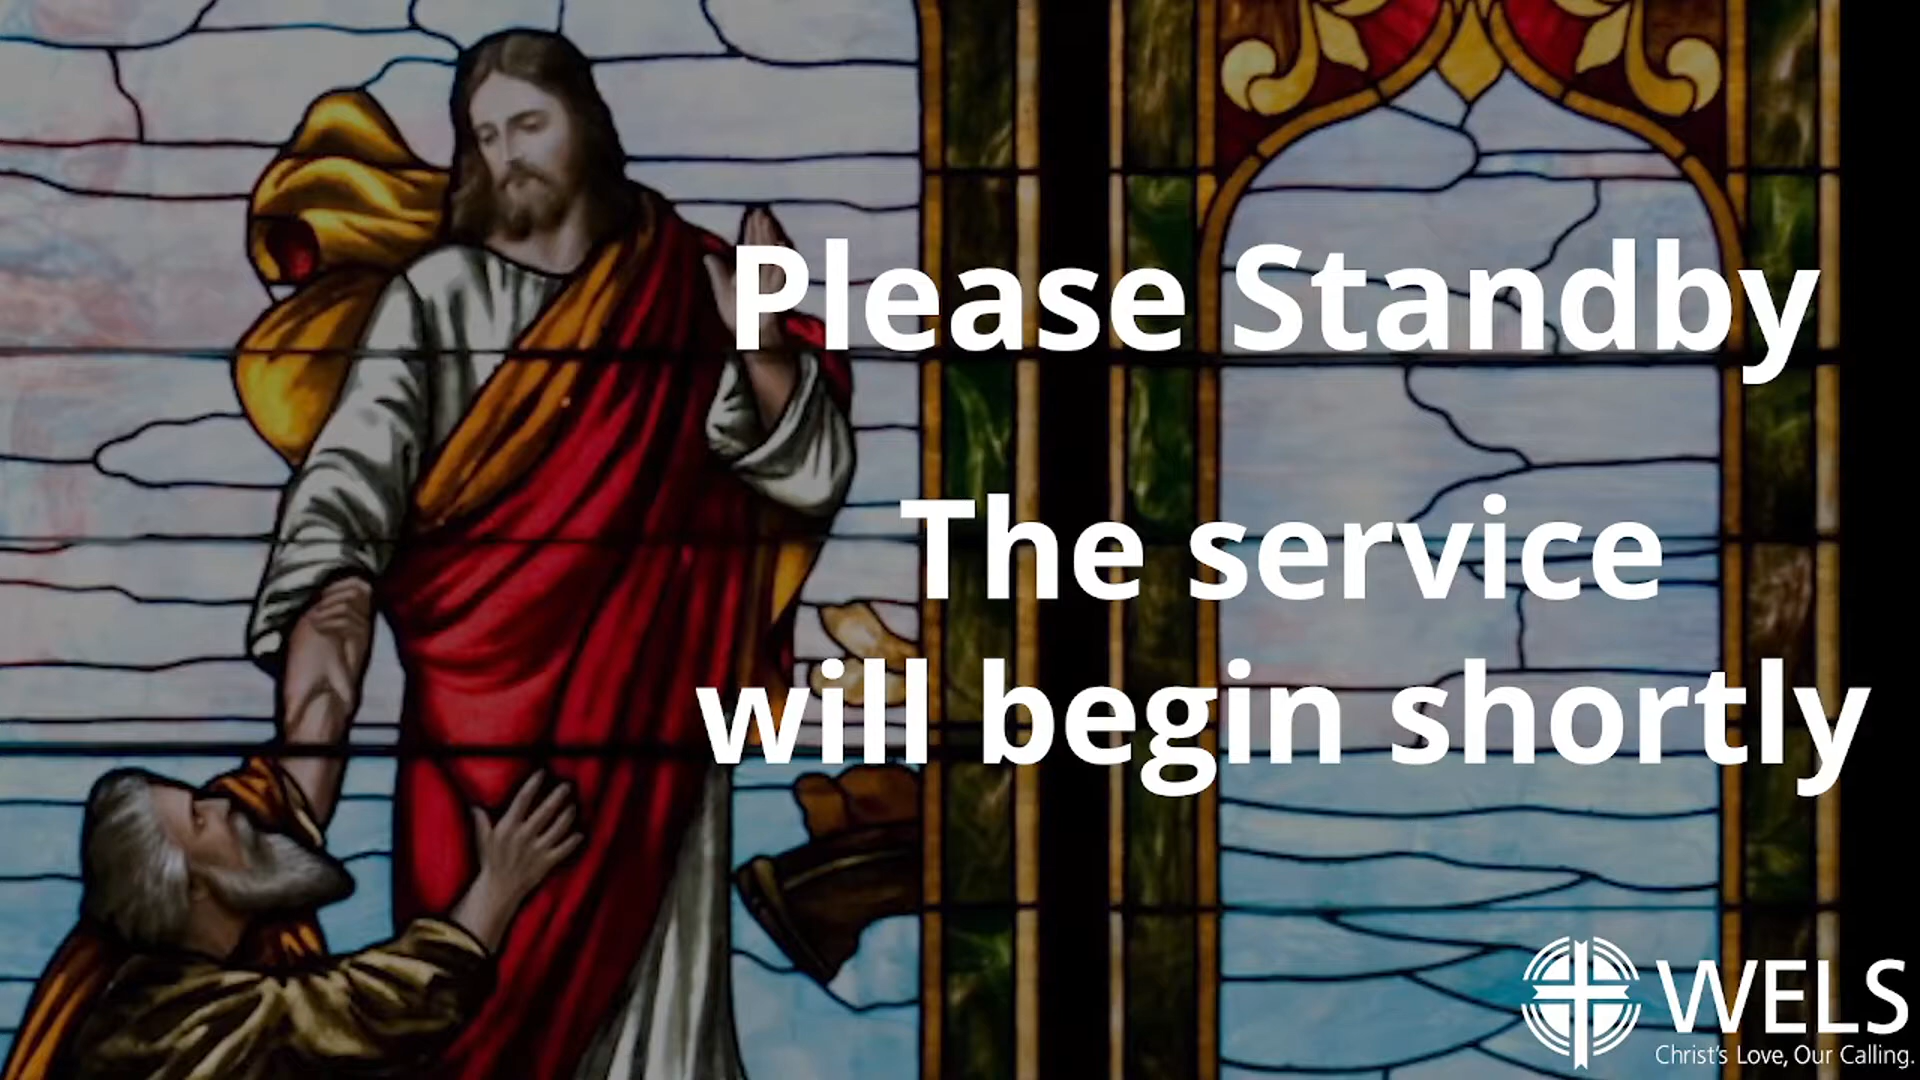 Please Standby
The service
will begin shortly
WELS
Christ's Love, Our Calling.